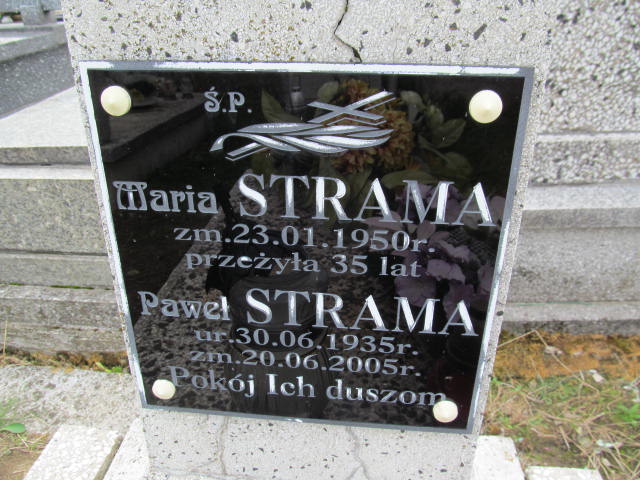 Ś.P.
Maria STRAMA
zm.23.01.1950r.
przeżyła 35 lat
Paweł STRAMA
ur.30.06.1935r.
zm.20.06.2005r.
Pokój Ich duszom